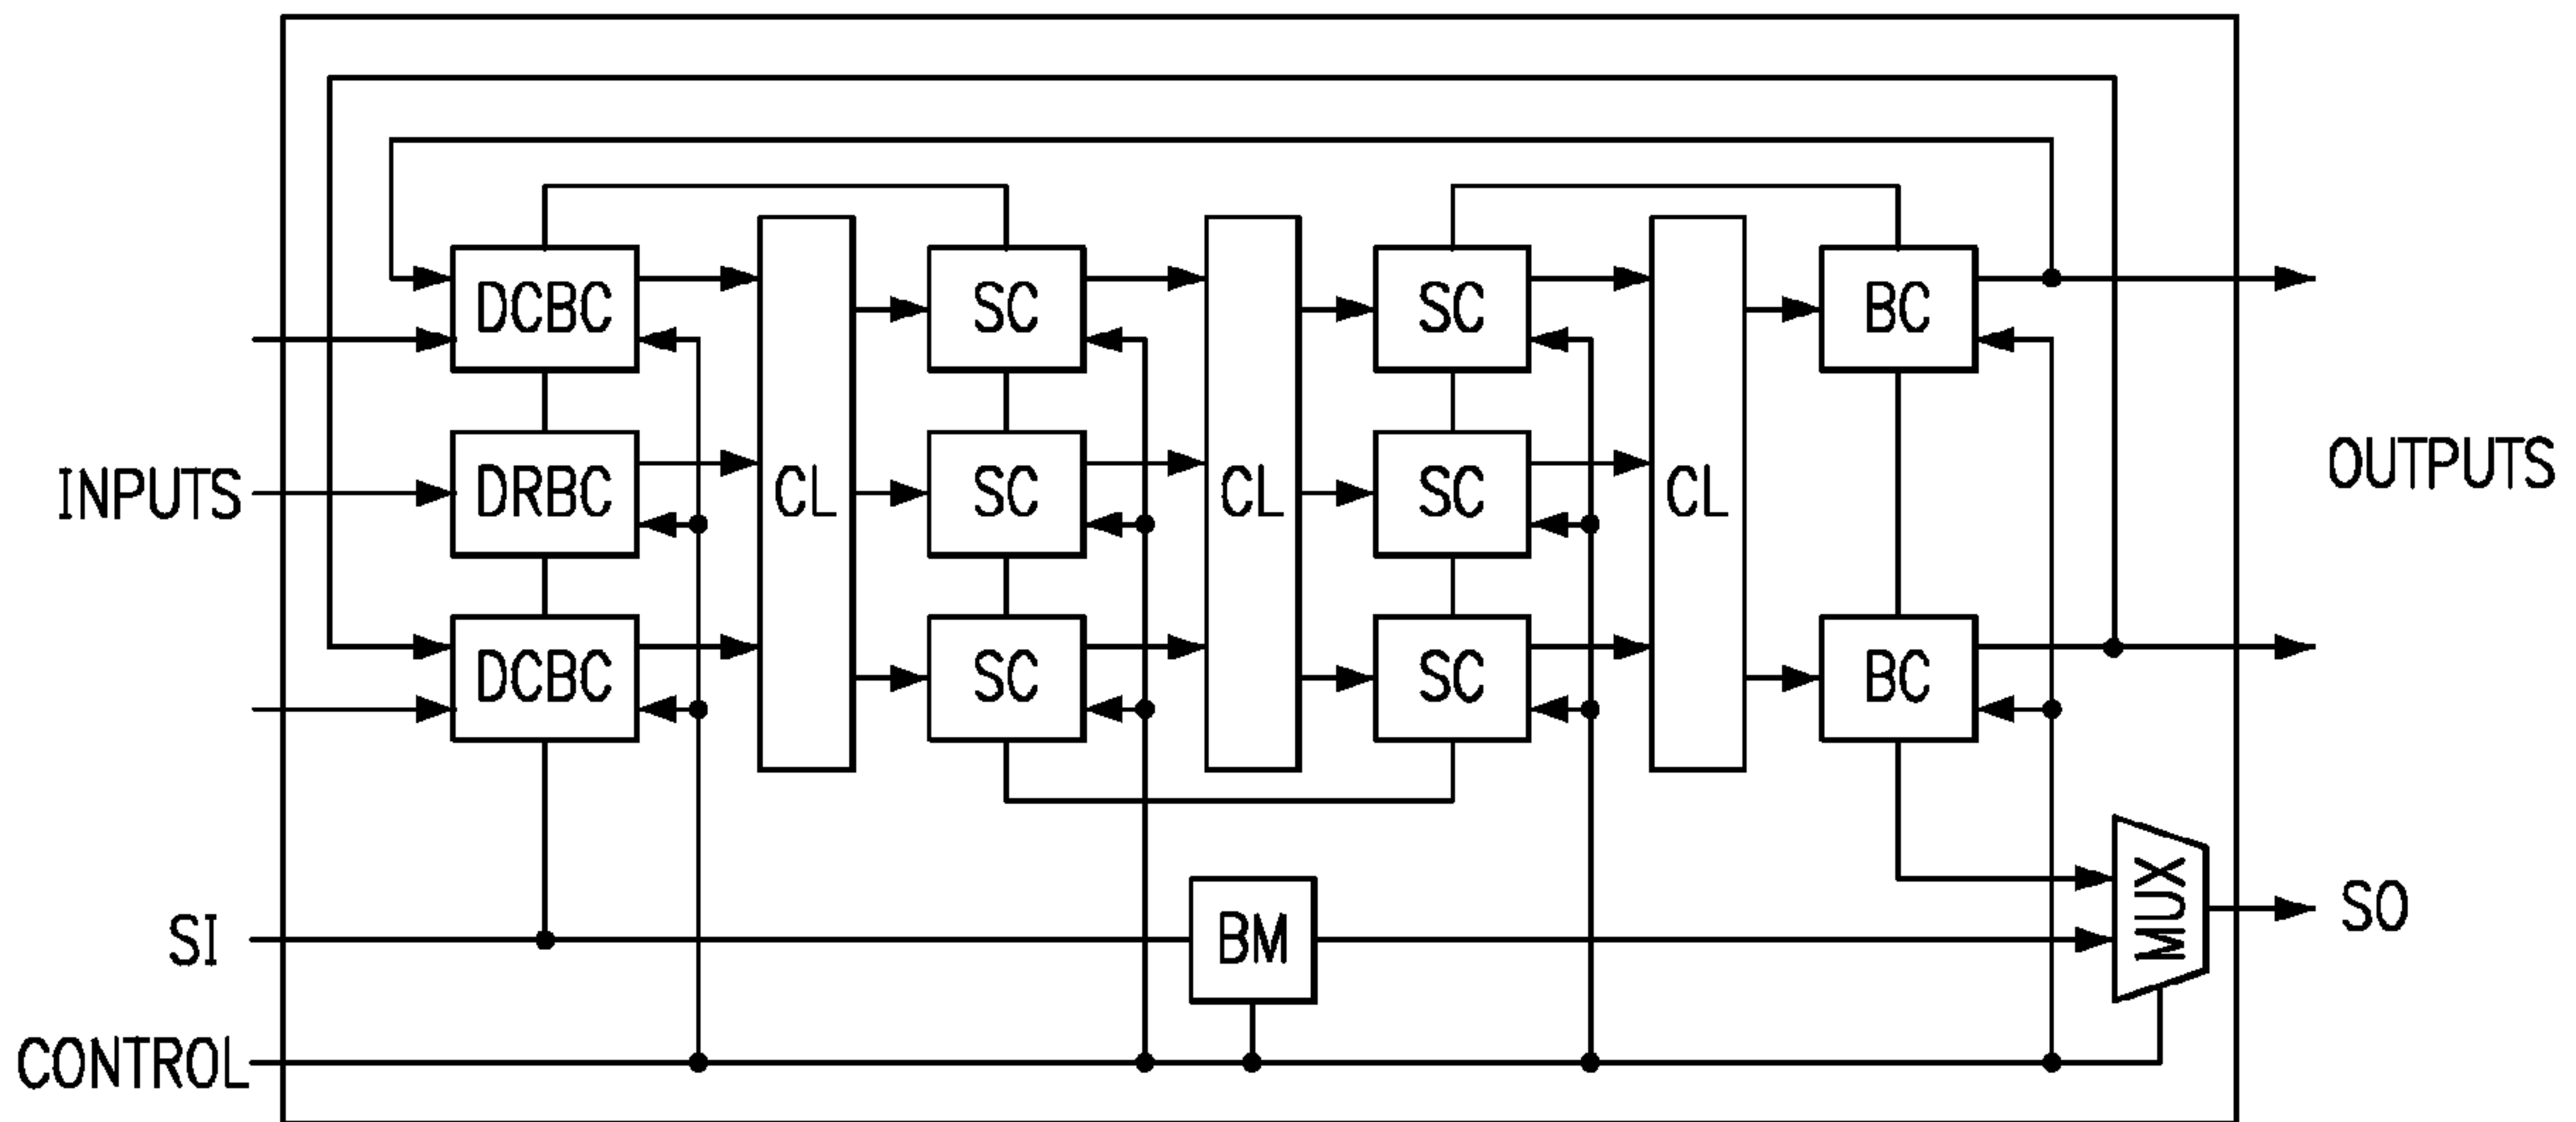 DCBC SC SC BC
INPUTS DRBC CL SC CL SC CL OUTPUTS
DCBC SC SC BC
SI BM MUX SO
CONTROL